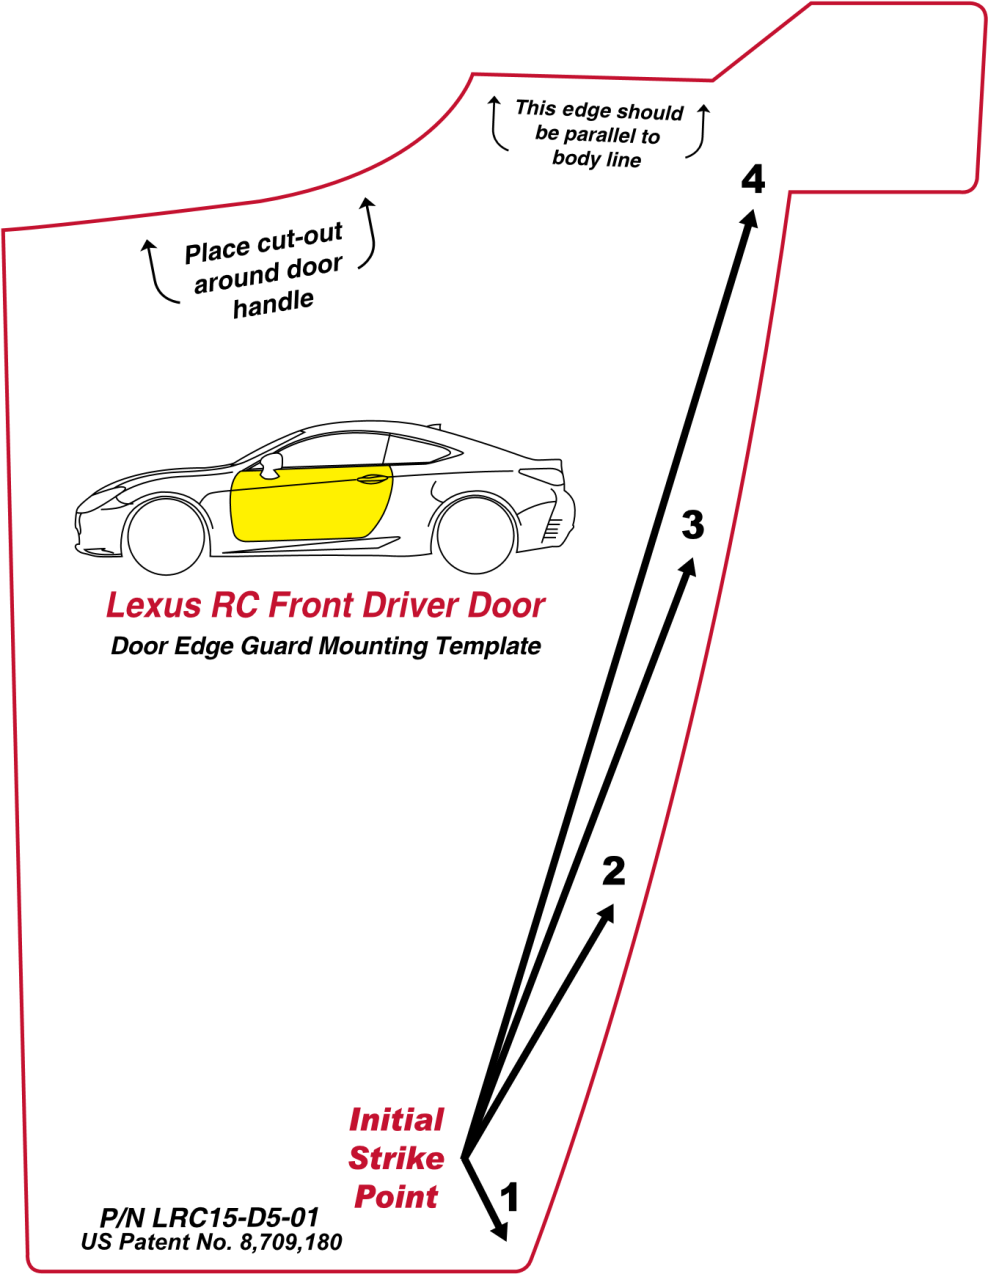 This edge should
be parallel to
body line
4
Place cut-out
around door
handle
3
Lexus RC Front Driver Door
Door Edge Guard Mounting Template
2
Initial
Strike
Point
1
P/N LRC15-D5-01
US Patent No. 8,709,180